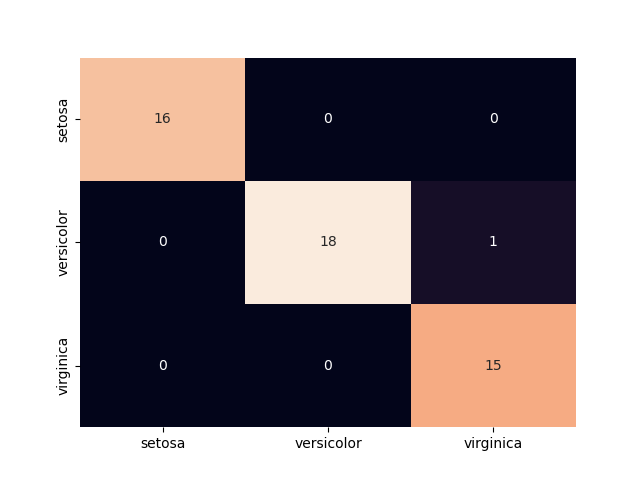 setosa 16 0 0
versicolor 0 18 1
virginica 0 0 15
setosa versicolor virginica